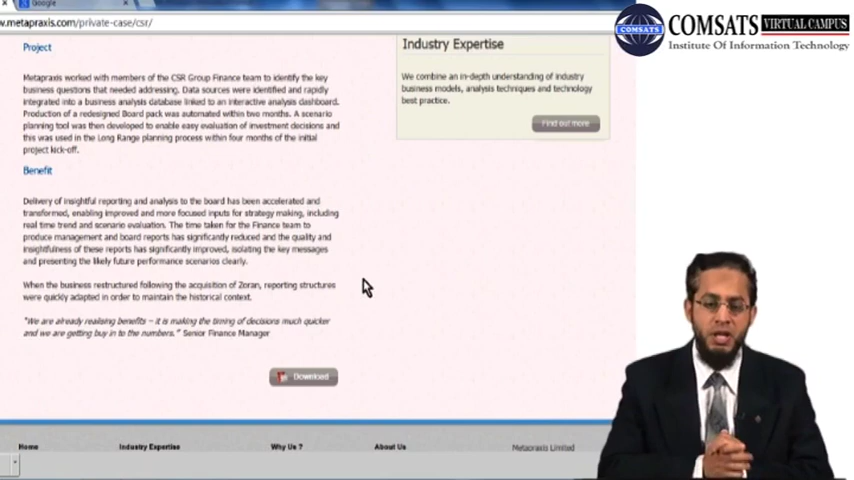 Google
w.metapraxis.com/private-case/csr/
COMSATS VIRTUAL CAMPUS
COMSATS
Institute Of Information Technology
Project
Metapraxis worked with members of the CSR Group Finance team to identify the key
business questions that needed addressing. Data sources were identified and rapidly
integrated into a business analysis database linked to an interactive analysis dashboard.
Production of a redesigned Board pack was automated within two months. A scenario
planning tool was then developed to enable easy evaluation of investment decisions and
this was used in the Long Range planning process within four months of the initial
project kick-off.
Benefit
Delivery of insightful reporting and analysis to the board has been accelerated and
transformed, enabling improved and more focused inputs for strategy making, including
real time trend and scenario evaluation. The time taken for the Finance team to
produce management and board reports has significantly reduced and the quality and
insightfulness of these reports has significantly improved, isolating the key messages
and presenting the likely future performance scenarios clearly.
When the business restructured following the acquisition of Zoran, reporting structures
were quickly adapted in order to maintain the historical context.
"We are already realising benefits – it is making the timing of decisions much quicker
and we are getting buy in to the numbers." Senior Finance Manager
Download
Industry Expertise
We combine an in-depth understanding of industry
business models, analysis techniques and technology
best practice.
Find out more
Home Industry Expertise Why Us ? About Us Metapraxis Limited